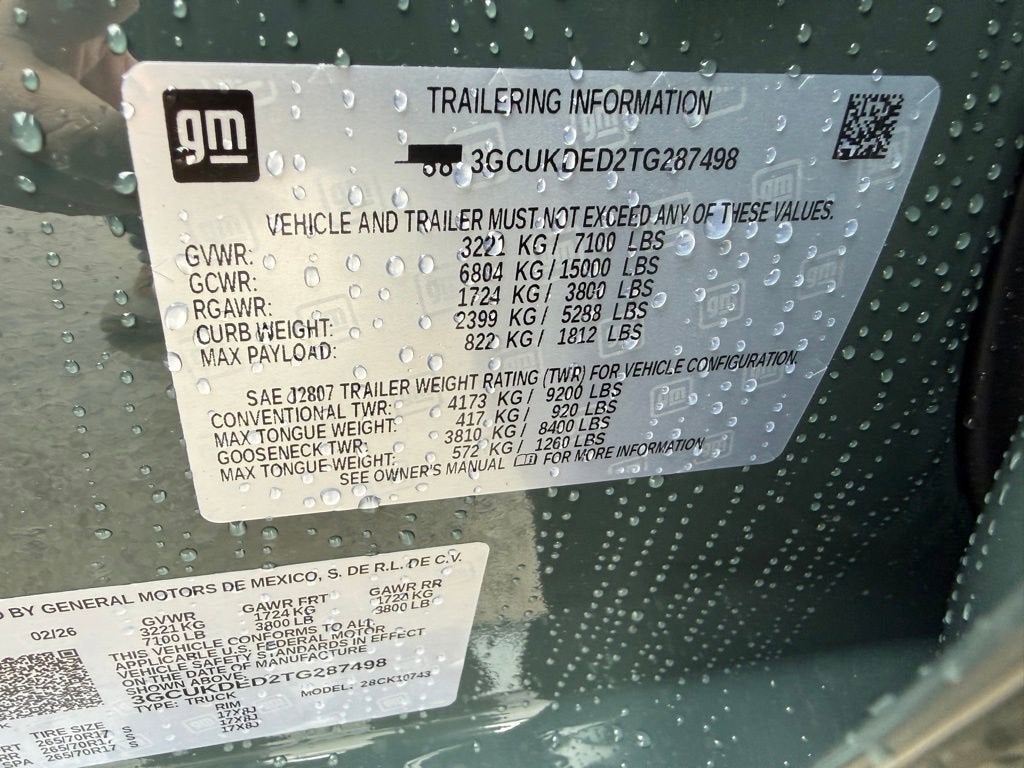 gm
TRAILERING INFORMATION
3GCUKDED2TG287498
VEHICLE AND TRAILER MUST NOT EXCEED ANY OF THESE VALUES.
GVWR: 3221 KG / 7100 LBS
GCWR: 6804 KG / 15000 LBS
RGAWR: 1724 KG / 3800 LBS
CURB WEIGHT: 2399 KG / 5288 LBS
MAX PAYLOAD: 822 KG / 1812 LBS
SAE J2807 TRAILER WEIGHT RATING (TWR) FOR VEHICLE CONFIGURATION.
CONVENTIONAL TWR: 4173 KG / 9200 LBS
MAX TONGUE WEIGHT: 417 KG / 920 LBS
GOOSENECK TWR: 3810 KG / 8400 LBS
MAX TONGUE WEIGHT: 572 KG / 1260 LBS
SEE OWNER'S MANUAL FOR MORE INFORMATION
BY GENERAL MOTORS DE MEXICO, S. DE R.L. DE C.V.
02/26 GVWR GAWR FRT GAWR RR
3221 KG 1724 KG 1720 KG
7100 LB 3800 LB 3800 LB
THIS VEHICLE CONFORMS TO ALL
APPLICABLE U.S. FEDERAL MOTOR
VEHICLE SAFETY STANDARDS IN EFFECT
ON THE DATE OF MANUFACTURE
SHOWN ABOVE.
3GCUKDED2TG287498
TYPE: TRUCK MODEL: 28CK10743
TIRE SIZE RIM
265/70R17 S 17X8J
RR 265/70R17 S 17X8J
SPA 265/70R17 S 17X8J